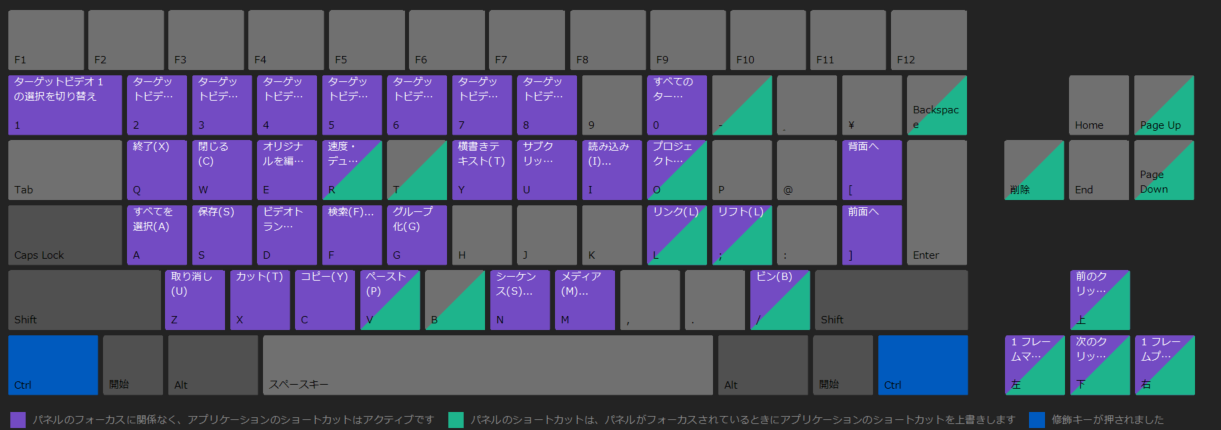 F1 F2 F3 F4 F5 F6 F7 F8 F9 F10 F11 F12
ターゲットビデオ 1 ターゲッ ターゲッ ターゲッ ターゲッ ターゲッ ターゲッ ターゲッ すべての
の選択を切り替え トビデ… トビデ… トビデ… トビデ… トビデ… トビデ… トビデ… ター…
Backspac
1 2 3 4 5 6 7 8 9 0 - . ¥ e Home Page Up
終了(X) 閉じる オリジナ 速度・ 横書きテ サブク 読み込み プロジェ 背面へ
(C) ルを編… デュ… キスト(T) リッ… (I)... クト…
Page
Tab Q W E R T Y U I O P @ [ 削除 End Down
すべてを 保存(S) ビデオト 検索(F)... グループ リンク(L) リフト(L) 前面へ
選択(A) ラン… 化(G)
Caps Lock A S D F G H J K L ; : ] Enter
取り消し カット(T) コピー(Y) ペースト シーケン メディア ピン(B) 前のク
(U) (P) ス(S)... (M)... リッ…
Shift Z X C V B N M , . / Shift 上
1 フレー 次のク 1 フレー
ムマ… リッ… ムプ…
Ctrl 開始 Alt スペースキー Alt 開始 Ctrl 左 下 右
パネルのフォーカスに関係なく、アプリケーションのショートカットはアクティブです パネルのショートカットは、パネルがフォーカスされているときにアプリケーションのショートカットを上書きします 修飾キーが押されました